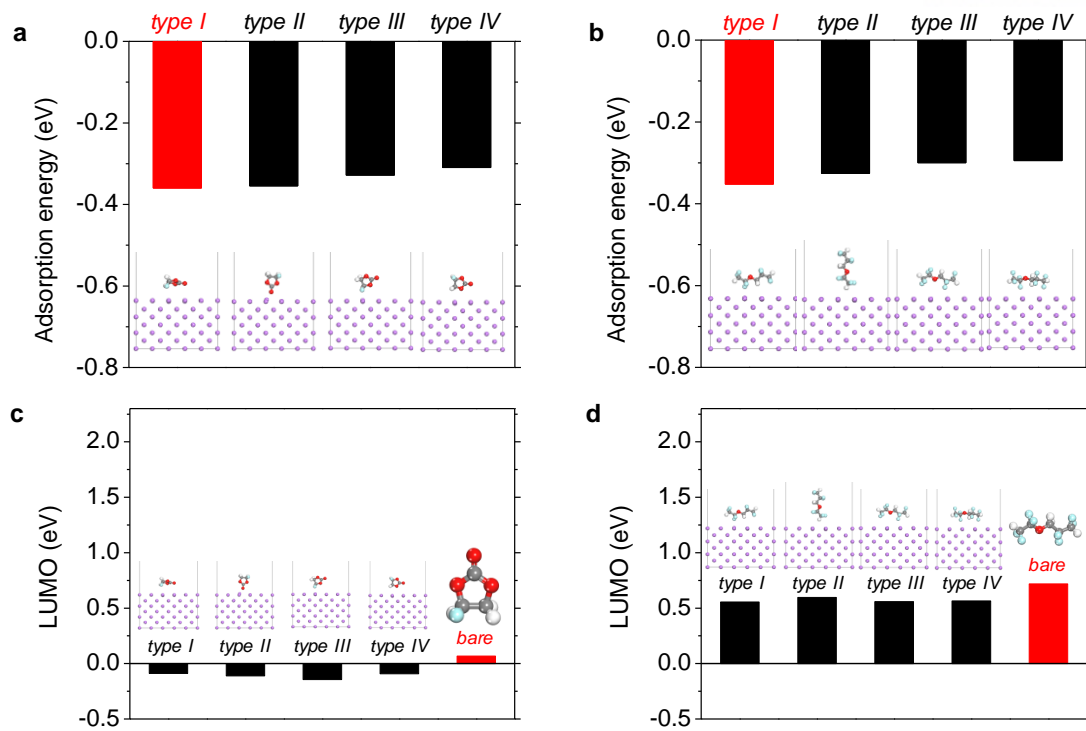 a
type I type II type III type IV
0.0
-0.2
-0.4
-0.6
-0.8
Adsorption energy (eV)
b
type I type II type III type IV
0.0
-0.2
-0.4
-0.6
-0.8
Adsorption energy (eV)
c
2.0
1.5
1.0
0.5
0.0
-0.5
LUMO (eV)
type I type II type III type IV
bare
d
2.0
1.5
1.0
0.5
0.0
-0.5
LUMO (eV)
type I type II type III type IV
bare